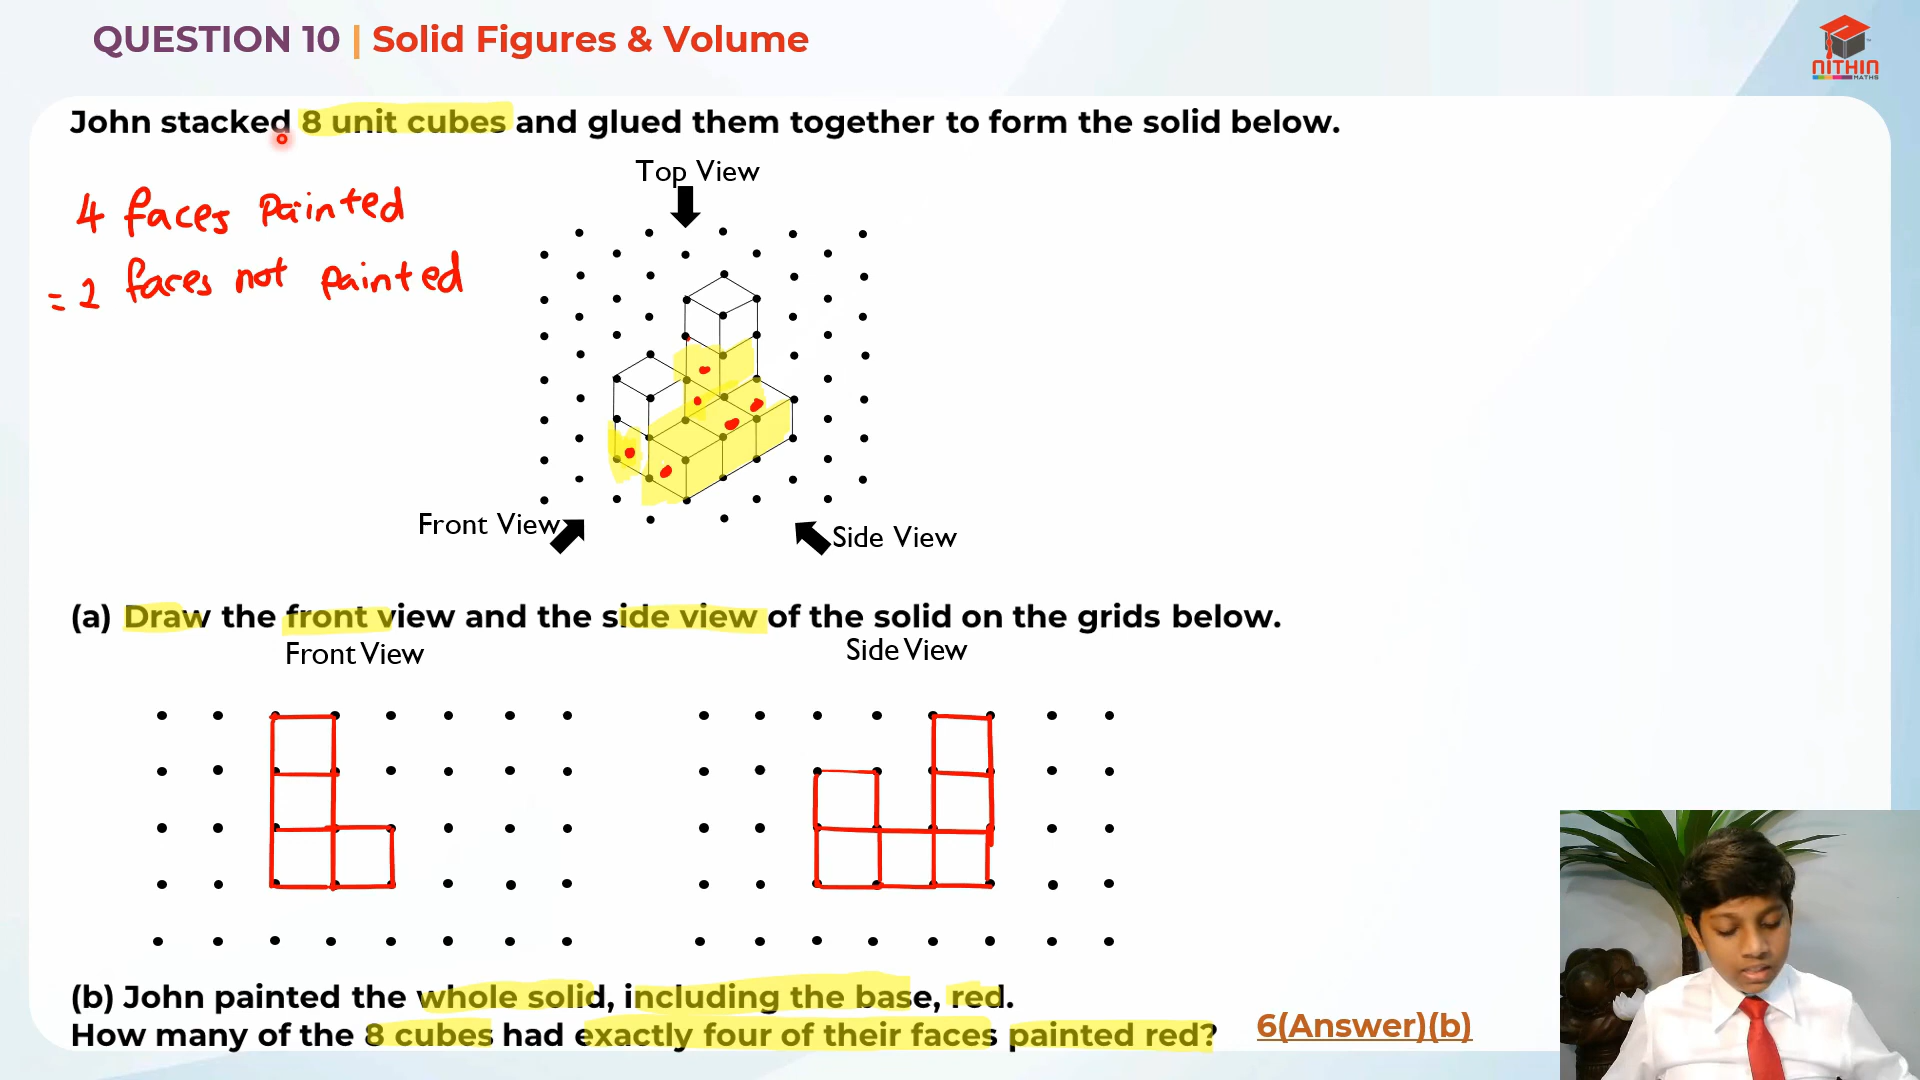 QUESTION 10 | Solid Figures & Volume
NITHIN
MATHS
John stacked 8 unit cubes and glued them together to form the solid below.
Top View
4 faces painted
= 2 faces not painted
Front View
Side View
(a) Draw the front view and the side view of the solid on the grids below.
Front View
Side View
(b) John painted the whole solid, including the base, red.
How many of the 8 cubes had exactly four of their faces painted red?
6(Answer)(b)